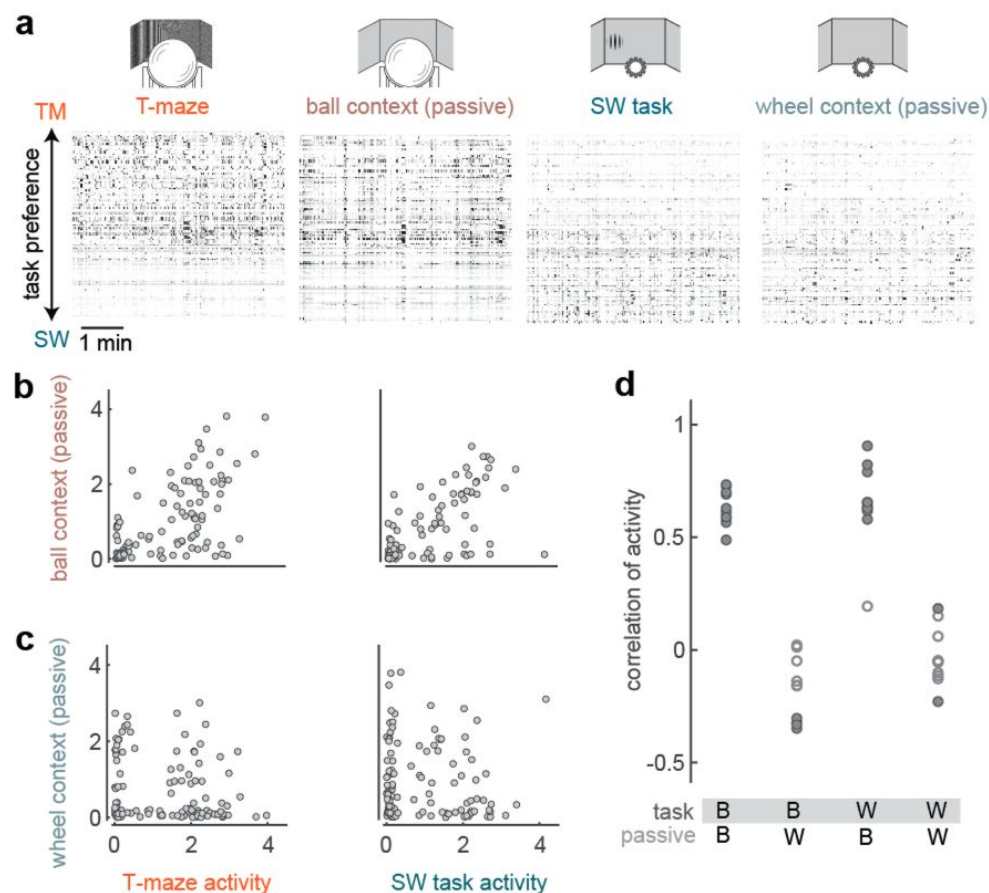 a
T-maze
ball context (passive)
SW task
wheel context (passive)
TM
task preference
SW
1 min
b
ball context (passive)
4
2
0
c
wheel context (passive)
4
2
0
0
2
4
0
2
4
T-maze activity
SW task activity
d
correlation of activity
1
0.5
0
-0.5
task B B W W
passive B W B W